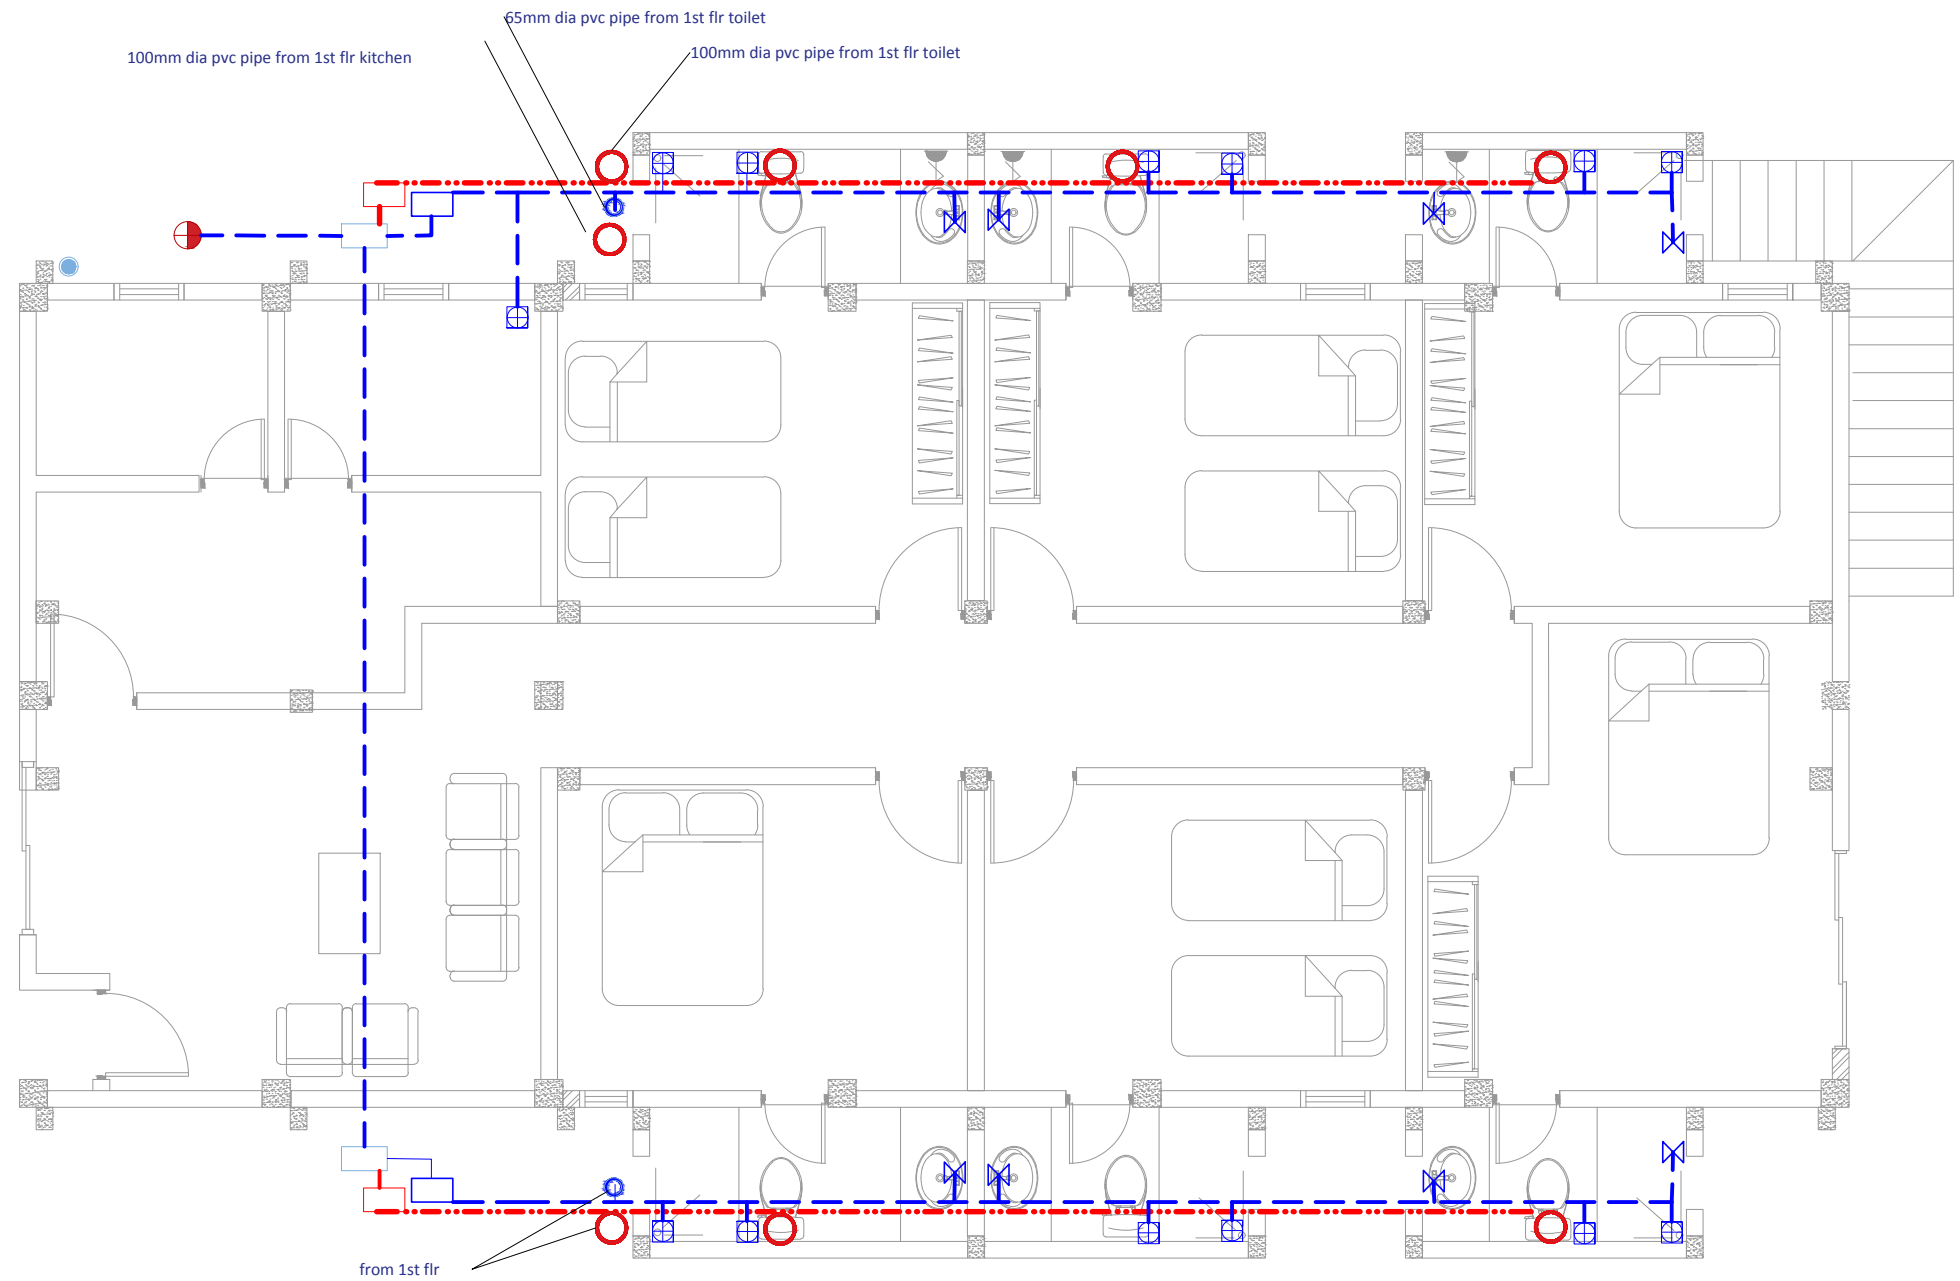 65mm dia pvc pipe from 1st flr toilet
100mm dia pvc pipe from 1st flr kitchen
100mm dia pvc pipe from 1st flr toilet
from 1st flr